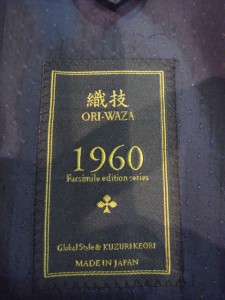 織技
ORI-WAZA
1960
Facsimile edition series
Global Style & KUZURI KEORI
MADE IN JAPAN